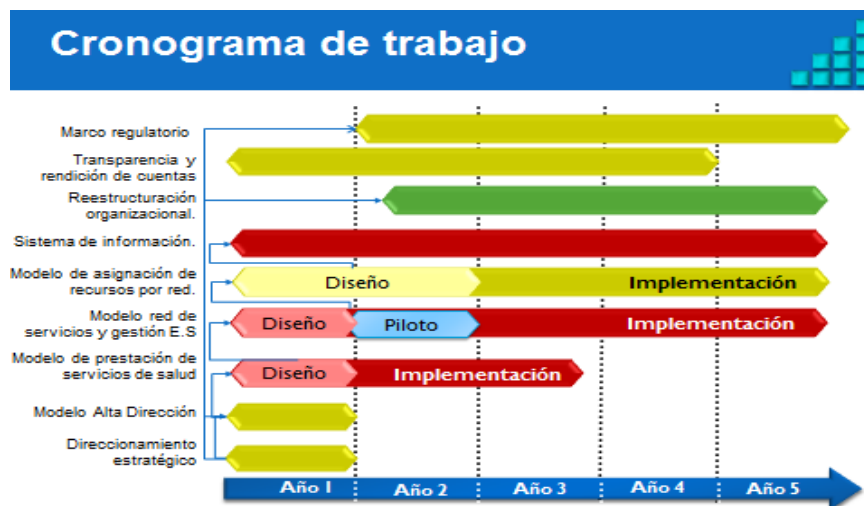 Cronograma de trabajo
Marco regulatorio
Transparencia y
rendición de cuentas
Reestructuración
organizacional.
Sistema de información.
Modelo de asignación de
recursos por red.
Diseño
Implementación
Modelo red de
servicios y gestión E.S
Diseño
Piloto
Implementación
Modelo de prestación de
servicios de salud
Diseño
Implementación
Modelo Alta Dirección
Direccionamiento
estratégico
Año 1
Año 2
Año 3
Año 4
Año 5